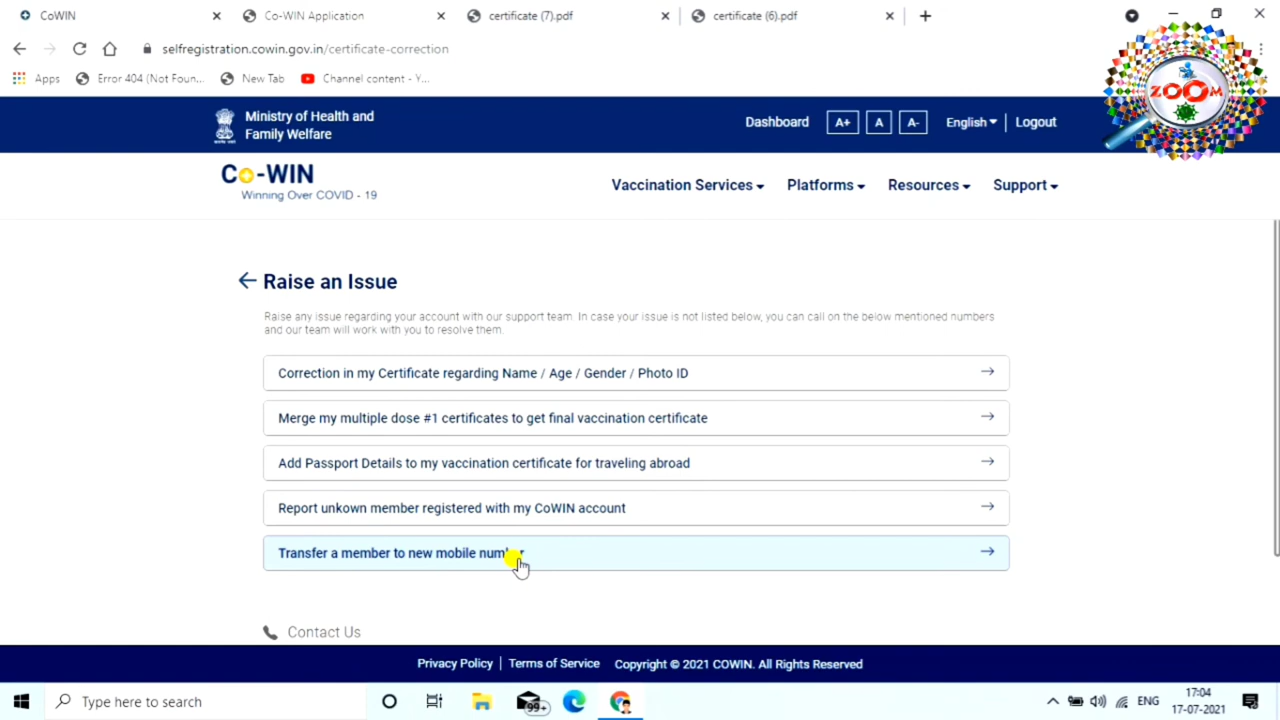 CoWIN
Co-WIN Application
certificate (7).pdf
certificate (6).pdf
selfregistration.cowin.gov.in/certificate-correction
Apps
Error 404 (Not Foun...
New Tab
Channel content - Y...
ZOOM
Ministry of Health and
Family Welfare
Dashboard
A+
A
A-
English
Logout
Co-WIN
Winning Over COVID - 19
Vaccination Services
Platforms
Resources
Support
Raise an Issue
Raise any issue regarding your account with our support team. In case your issue is not listed below, you can call on the below mentioned numbers
and our team will work with you to resolve them.
Correction in my Certificate regarding Name / Age / Gender / Photo ID
Merge my multiple dose #1 certificates to get final vaccination certificate
Add Passport Details to my vaccination certificate for traveling abroad
Report unkown member registered with my CoWIN account
Transfer a member to new mobile number
Contact Us
Privacy Policy | Terms of Service Copyright © 2021 COWIN. All Rights Reserved
Type here to search
99+
ENG
17:04
17-07-2021